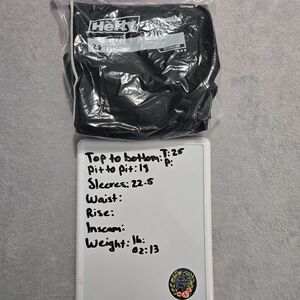 Hefty
Top to bottom: T: 25
P:
Pit to pit: 19
Sleeves: 22.5
Waist:
Rise:
Inseam:
Weight: lb:
oz: 13